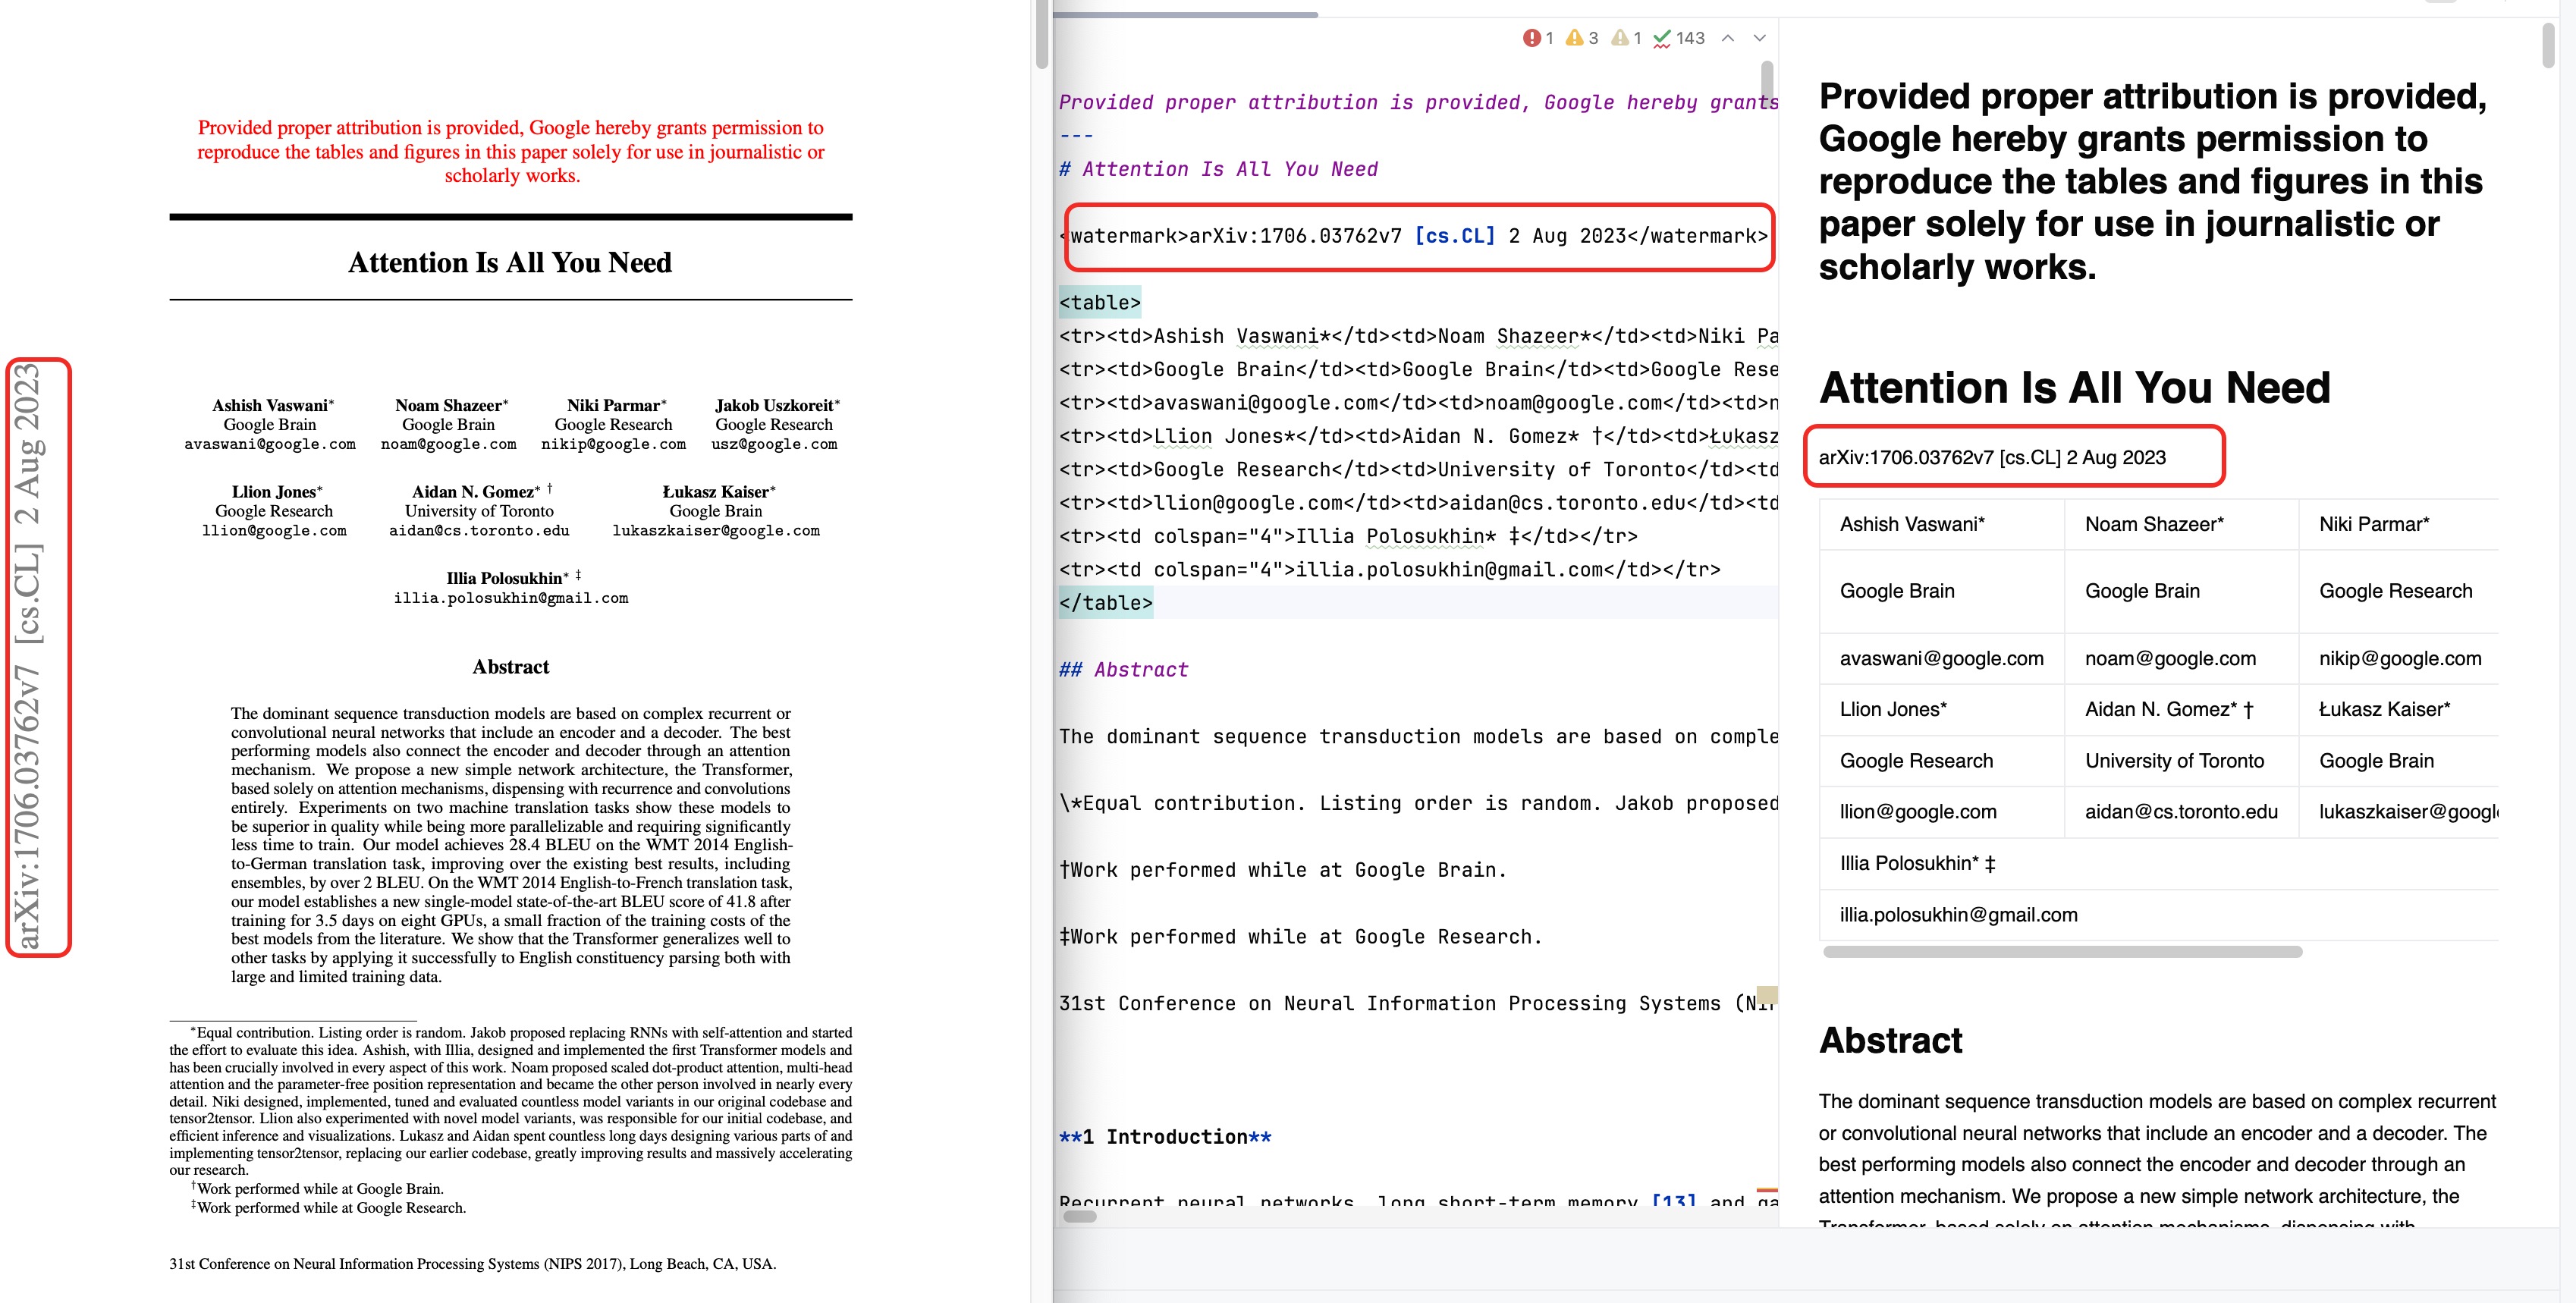 Provided proper attribution is provided, Google hereby grants permission to
reproduce the tables and figures in this paper solely for use in journalistic or
scholarly works.
Attention Is All You Need
arXiv:1706.03762v7 [cs.CL] 2 Aug 2023
Ashish Vaswani* Noam Shazeer* Niki Parmar* Jakob Uszkoreit*
Google Brain Google Brain Google Research Google Research
avaswani@google.com noam@google.com nikip@google.com usz@google.com
Llion Jones* Aidan N. Gomez* † Łukasz Kaiser*
Google Research University of Toronto Google Brain
llion@google.com aidan@cs.toronto.edu lukaszkaiser@google.com
Illia Polosukhin* ‡
illia.polosukhin@gmail.com
Abstract
The dominant sequence transduction models are based on complex recurrent or
convolutional neural networks that include an encoder and a decoder. The best
performing models also connect the encoder and decoder through an attention
mechanism. We propose a new simple network architecture, the Transformer,
based solely on attention mechanisms, dispensing with recurrence and convolutions
entirely. Experiments on two machine translation tasks show these models to
be superior in quality while being more parallelizable and requiring significantly
less time to train. Our model achieves 28.4 BLEU on the WMT 2014 English-
to-German translation task, improving over the existing best results, including
ensembles, by over 2 BLEU. On the WMT 2014 English-to-French translation task,
our model establishes a new single-model state-of-the-art BLEU score of 41.8 after
training for 3.5 days on eight GPUs, a small fraction of the training costs of the
best models from the literature. We show that the Transformer generalizes well to
other tasks by applying it successfully to English constituency parsing both with
large and limited training data.
*Equal contribution. Listing order is random. Jakob proposed replacing RNNs with self-attention and started
the effort to evaluate this idea. Ashish, with Illia, designed and implemented the first Transformer models and
has been crucially involved in every aspect of this work. Noam proposed scaled dot-product attention, multi-head
attention and the parameter-free position representation and became the other person involved in nearly every
detail. Niki designed, implemented, tuned and evaluated countless model variants in our original codebase and
tensor2tensor. Llion also experimented with novel model variants, was responsible for our initial codebase, and
efficient inference and visualizations. Lukasz and Aidan spent countless long days designing various parts of and
implementing tensor2tensor, replacing our earlier codebase, greatly improving results and massively accelerating
our research.
†Work performed while at Google Brain.
‡Work performed while at Google Research.
31st Conference on Neural Information Processing Systems (NIPS 2017), Long Beach, CA, USA.
1 3 1 143
Provided proper attribution is provided, Google hereby grants
---
# Attention Is All You Need
<watermark>arXiv:1706.03762v7 [cs.CL] 2 Aug 2023</watermark>
<table>
<tr><td>Ashish Vaswani*</td><td>Noam Shazeer*</td><td>Niki Pa
<tr><td>Google Brain</td><td>Google Brain</td><td>Google Rese
<tr><td>avaswani@google.com</td><td>noam@google.com</td><td>n
<tr><td>Llion Jones*</td><td>Aidan N. Gomez* †</td><td>Łukasz
<tr><td>Google Research</td><td>University of Toronto</td><td
<tr><td>llion@google.com</td><td>aidan@cs.toronto.edu</td><td
<tr><td colspan="4">Illia Polosukhin* ‡</td></tr>
<tr><td colspan="4">illia.polosukhin@gmail.com</td></tr>
</table>
## Abstract
The dominant sequence transduction models are based on comple
\*Equal contribution. Listing order is random. Jakob proposed
†Work performed while at Google Brain.
‡Work performed while at Google Research.
31st Conference on Neural Information Processing Systems
**1 Introduction**
Recurrent neural networks, long short-term memory [13] and ga
Provided proper attribution is provided,
Google hereby grants permission to
reproduce the tables and figures in this
paper solely for use in journalistic or
scholarly works.
Attention Is All You Need
arXiv:1706.03762v7 [cs.CL] 2 Aug 2023
Ashish Vaswani* Noam Shazeer* Niki Parmar*
Google Brain Google Brain Google Research
avaswani@google.com noam@google.com nikip@google.com
Llion Jones* Aidan N. Gomez* † Łukasz Kaiser*
Google Research University of Toronto Google Brain
llion@google.com aidan@cs.toronto.edu lukaszkaiser@googl
Illia Polosukhin* ‡
illia.polosukhin@gmail.com
Abstract
The dominant sequence transduction models are based on complex recurrent
or convolutional neural networks that include an encoder and a decoder. The
best performing models also connect the encoder and decoder through an
attention mechanism. We propose a new simple network architecture, the
Transformer, based solely on attention mechanisms, dispensing with